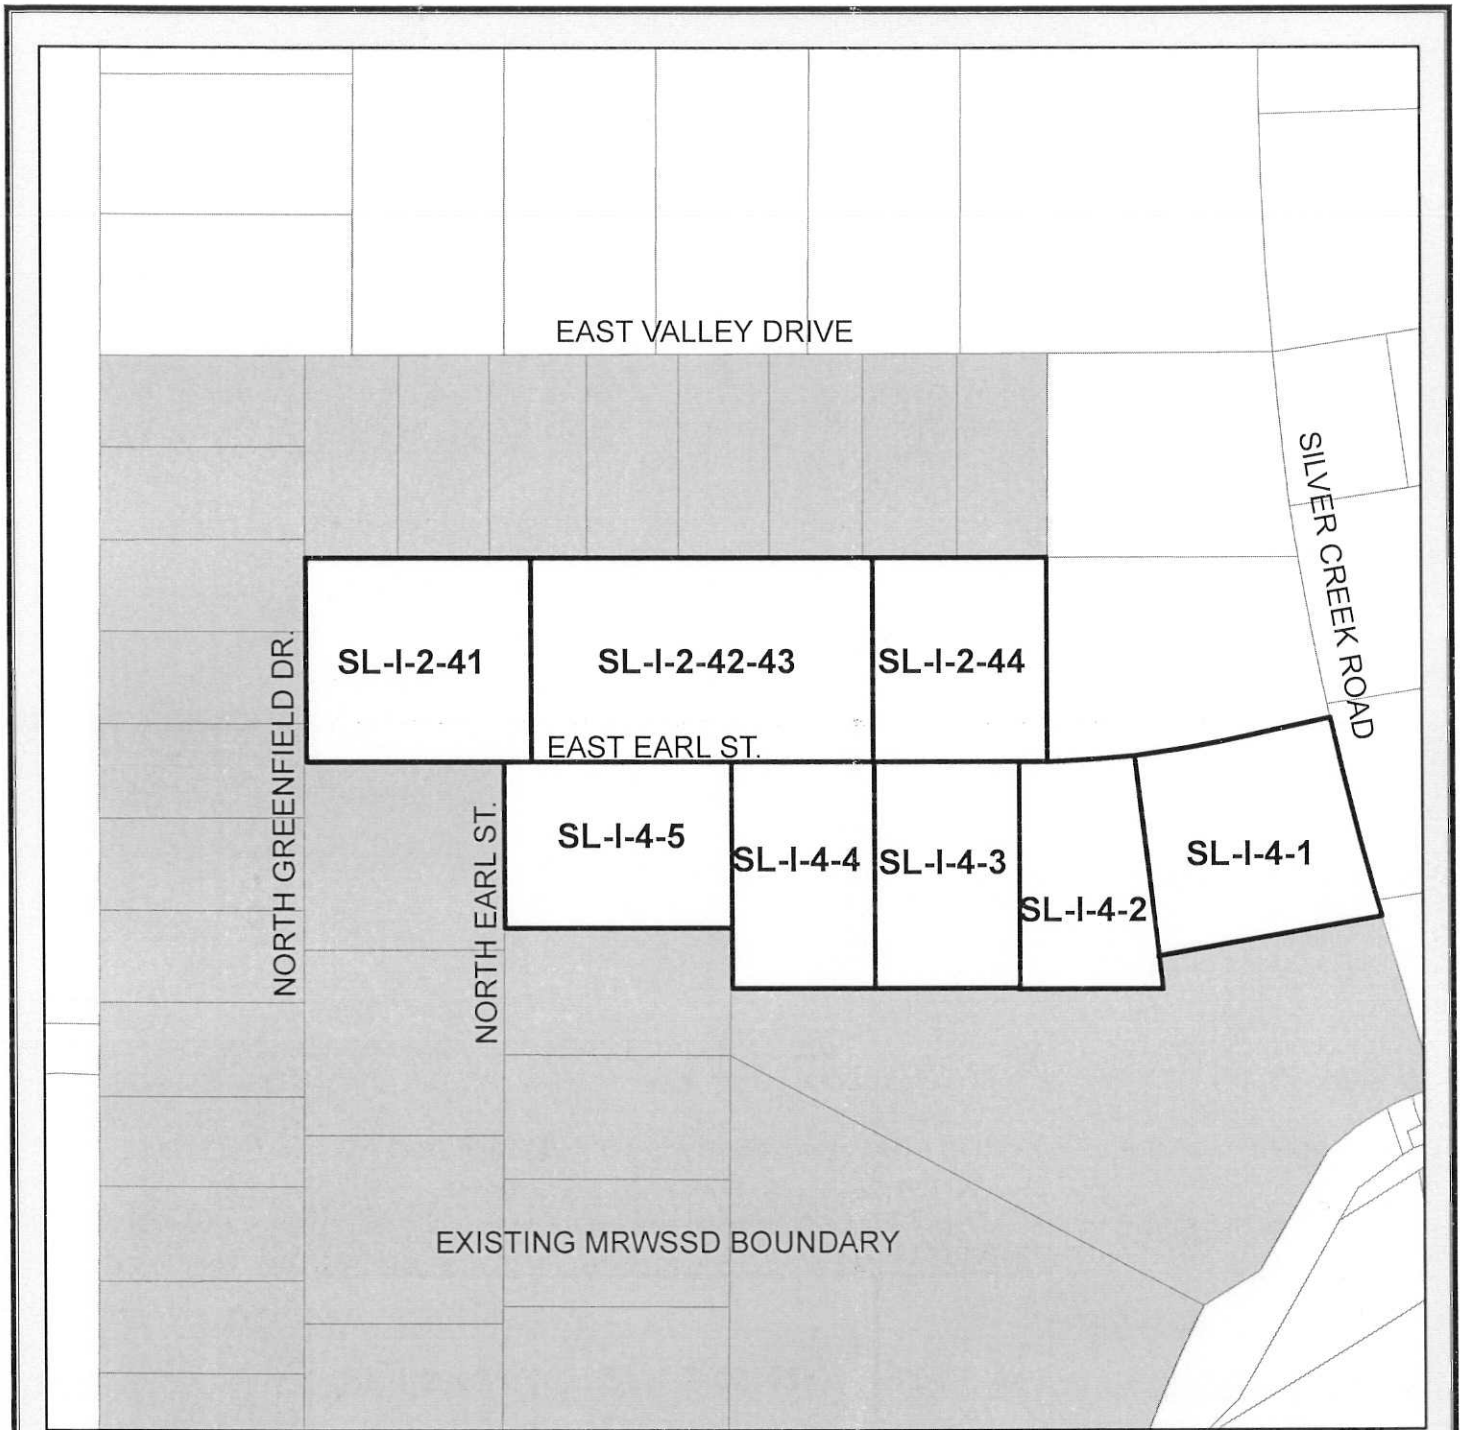 EAST VALLEY DRIVE
SILVER CREEK ROAD
SL-I-2-41
SL-I-2-42-43
SL-I-2-44
NORTH GREENFIELD DR.
EAST EARL ST.
NORTH EARL ST.
SL-I-4-5
SL-I-4-4
SL-I-4-3
SL-I-4-2
SL-I-4-1
EXISTING MRWSSD BOUNDARY